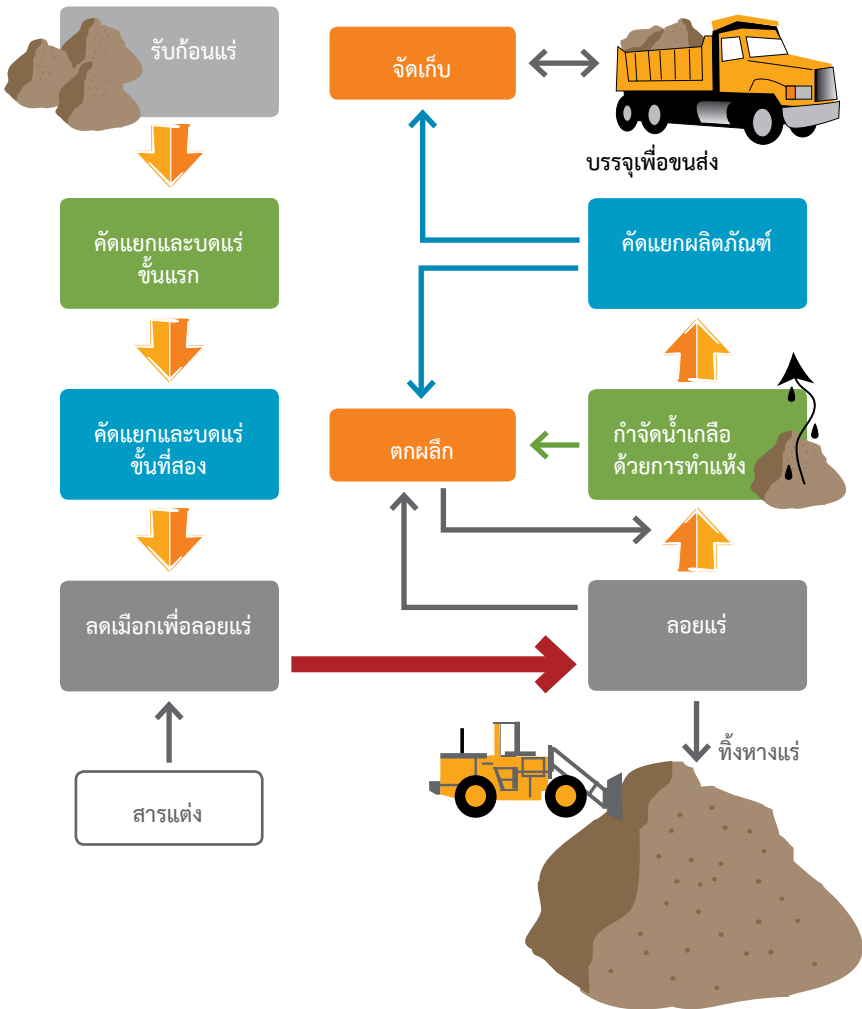 รับก้อนแร่
จัดเก็บ
บรรจุเพื่อขนส่ง
คัดแยกและบดแร่
ขั้นแรก
คัดแยกผลิตภัณฑ์
คัดแยกและบดแร่
ขั้นที่สอง
ตกผลึก
กำจัดน้ำเกลือ
ด้วยการทำแห้ง
ลดเมือกเพื่อลอยแร่
ลอยแร่
ทิ้งหางแร่
สารแต่ง